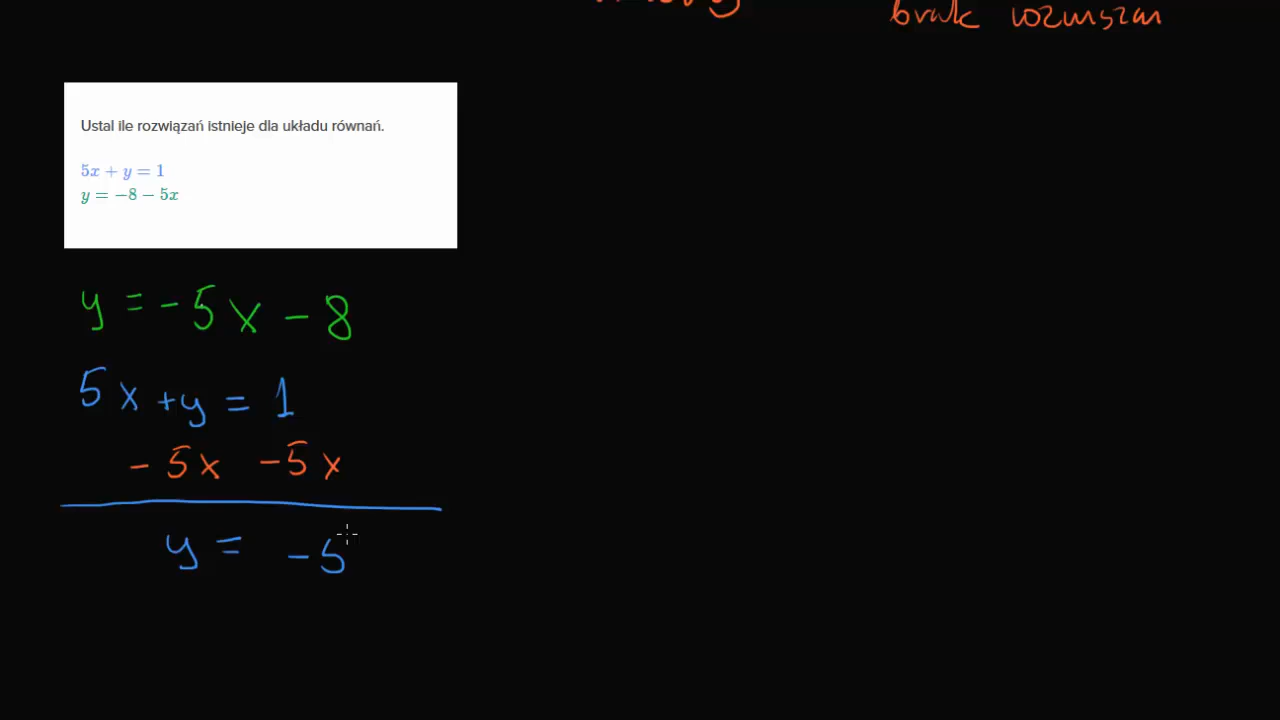 brak
Ustal ile rozwiązań istnieje dla układu równań.
5x + y = 1
y = −8 − 5x
y = - 5x - 8
5x + y = 1
- 5x - 5x
y = - 5